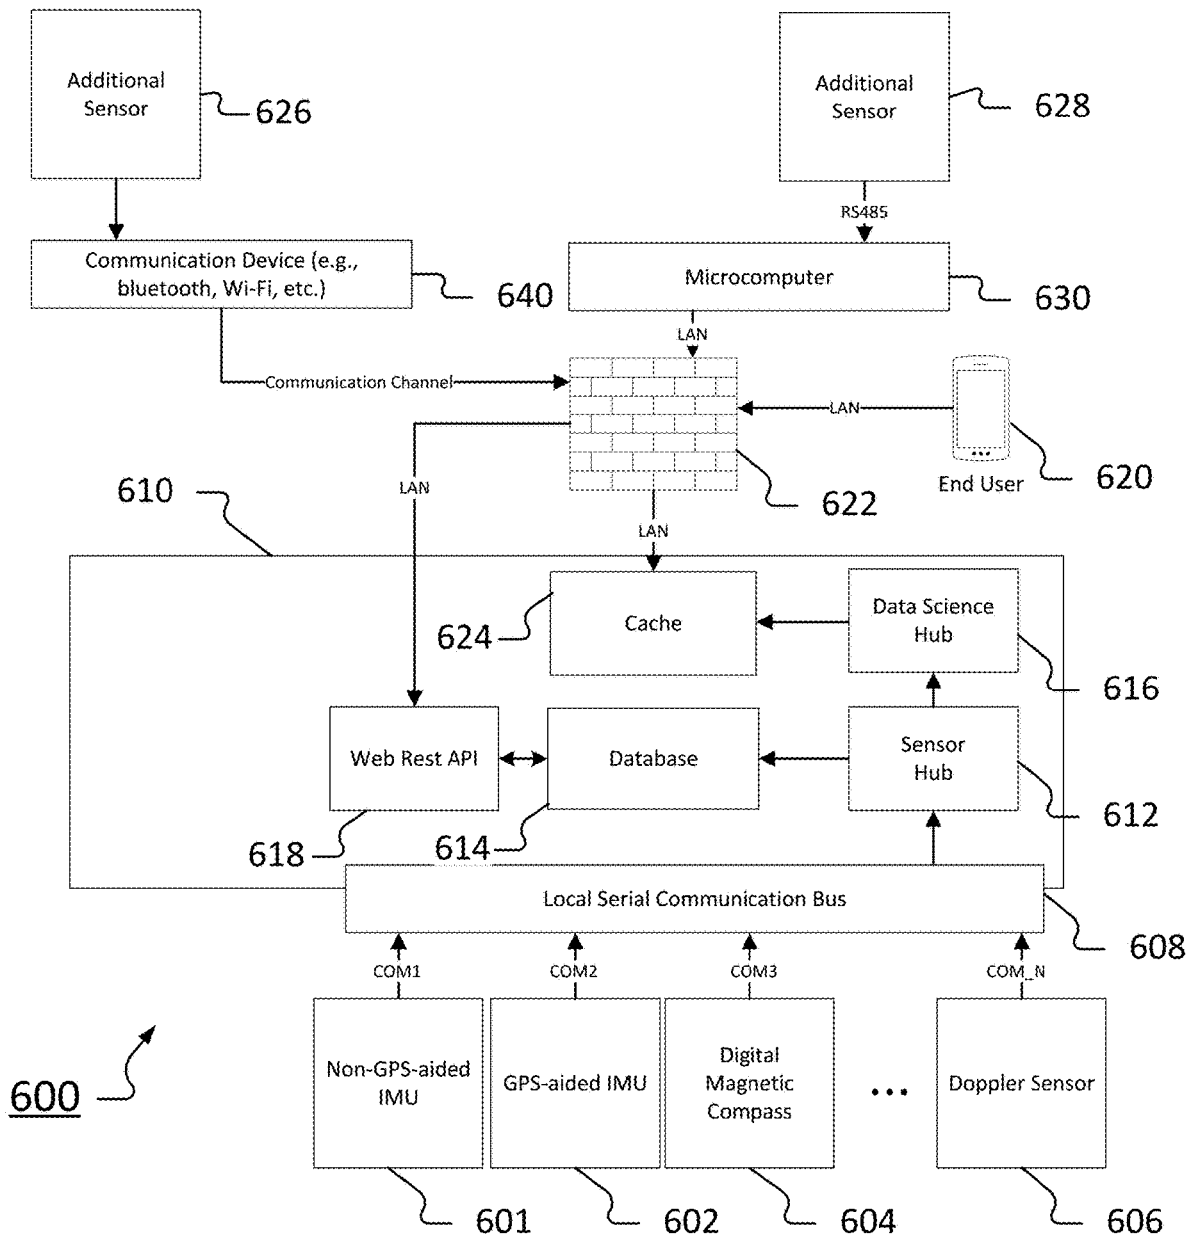 Additional
Sensor
626
Additional
Sensor
628
RS485
Communication Device (e.g.,
bluetooth, Wi-Fi, etc.)
640
Microcomputer
630
LAN
Communication Channel
LAN
End User
620
622
LAN
LAN
610
Cache
624
Data Science
Hub
616
Web Rest API
618
Database
614
Sensor
Hub
612
Local Serial Communication Bus
608
COM1
COM2
COM3
COM_N
Non-GPS-aided
IMU
601
GPS-aided IMU
602
Digital
Magnetic
Compass
604
...
Doppler Sensor
606
600